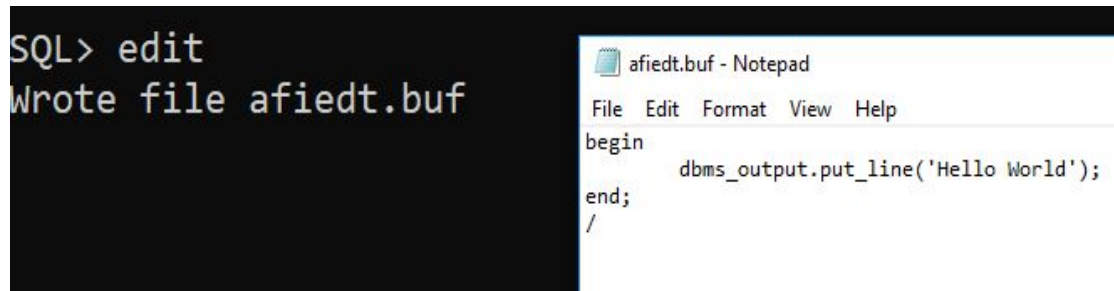 SQL> edit
Wrote file afiedt.buf
afiedt.buf - Notepad
File Edit Format View Help
begin
        dbms_output.put_line('Hello World');
end;
/